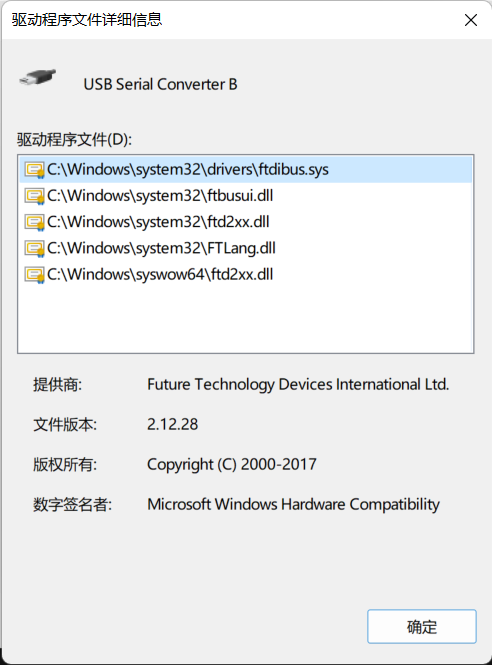 驱动程序文件详细信息
USB Serial Converter B
驱动程序文件(D):
C:\Windows\system32\drivers\ftdibus.sys
C:\Windows\system32\ftbusui.dll
C:\Windows\system32\ftd2xx.dll
C:\Windows\system32\FTLang.dll
C:\Windows\syswow64\ftd2xx.dll
提供商: Future Technology Devices International Ltd.
文件版本: 2.12.28
版权所有: Copyright (C) 2000-2017
数字签名者: Microsoft Windows Hardware Compatibility
确定